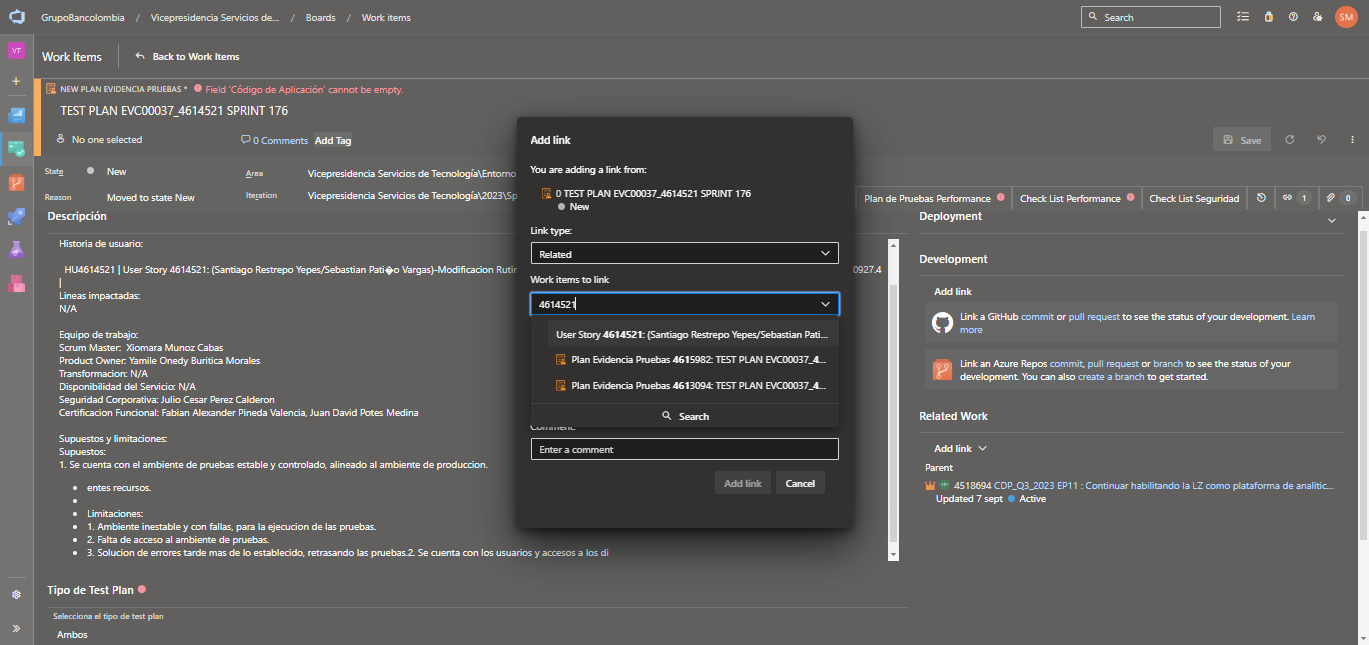 GrupoBancolombia / Vicepresidencia Servicios de... / Boards / Work items
Search
SM
VT
Work Items
Back to Work Items
NEW PLAN EVIDENCIA PRUEBAS * Field 'Código de Aplicación' cannot be empty.
TEST PLAN EVC00037_4614521 SPRINT 176
No one selected
0 Comments
Add Tag
Save
State
New
Area
Vicepresidencia Servicios de Tecnología\Entorno
Reason
Moved to state New
Iteration
Vicepresidencia Servicios de Tecnología\2023\Sp
Plan de Pruebas Performance
Check List Performance
Check List Seguridad
1
0
Descripción
Historia de usuario:
HU4614521 | User Story 4614521: (Santiago Restrepo Yepes/Sebastian Pati�o Vargas)-Modificacion Rutin
0927.4
|
Lineas impactadas:
N/A
Equipo de trabajo:
Scrum Master: Xiomara Munoz Cabas
Product Owner: Yamile Onedy Buritica Morales
Transformacion: N/A
Disponibilidad del Servicio: N/A
Seguridad Corporativa: Julio Cesar Perez Calderon
Certificacion Funcional: Fabian Alexander Pineda Valencia, Juan David Potes Medina
Supuestos y limitaciones:
Supuestos:
1. Se cuenta con el ambiente de pruebas estable y controlado, alineado al ambiente de produccion.
entes recursos.
Limitaciones:
1. Ambiente inestable y con fallas, para la ejecucion de las pruebas.
2. Falta de acceso al ambiente de pruebas.
3. Solucion de errores tarde mas de lo establecido, retrasando las pruebas.2. Se cuenta con los usuarios y accesos a los di
Tipo de Test Plan
Selecciona el tipo de test plan
Ambos
Add link
You are adding a link from:
0 TEST PLAN EVC00037_4614521 SPRINT 176
New
Link type:
Related
Work items to link
4614521
User Story 4614521: (Santiago Restrepo Yepes/Sebastian Pati...
Plan Evidencia Pruebas 4615982: TEST PLAN EVC00037_4...
Plan Evidencia Pruebas 4613094: TEST PLAN EVC00037_4...
Search
Comment:
Enter a comment
Add link
Cancel
Deployment
Development
Add link
Link a GitHub commit or pull request to see the status of your development. Learn
more
Link an Azure Repos commit, pull request or branch to see the status of your
development. You can also create a branch to get started.
Related Work
Add link
Parent
4518694 CDP_Q3_2023 EP11 : Continuar habilitando la LZ como plataforma de analitic...
Updated 7 sept Active